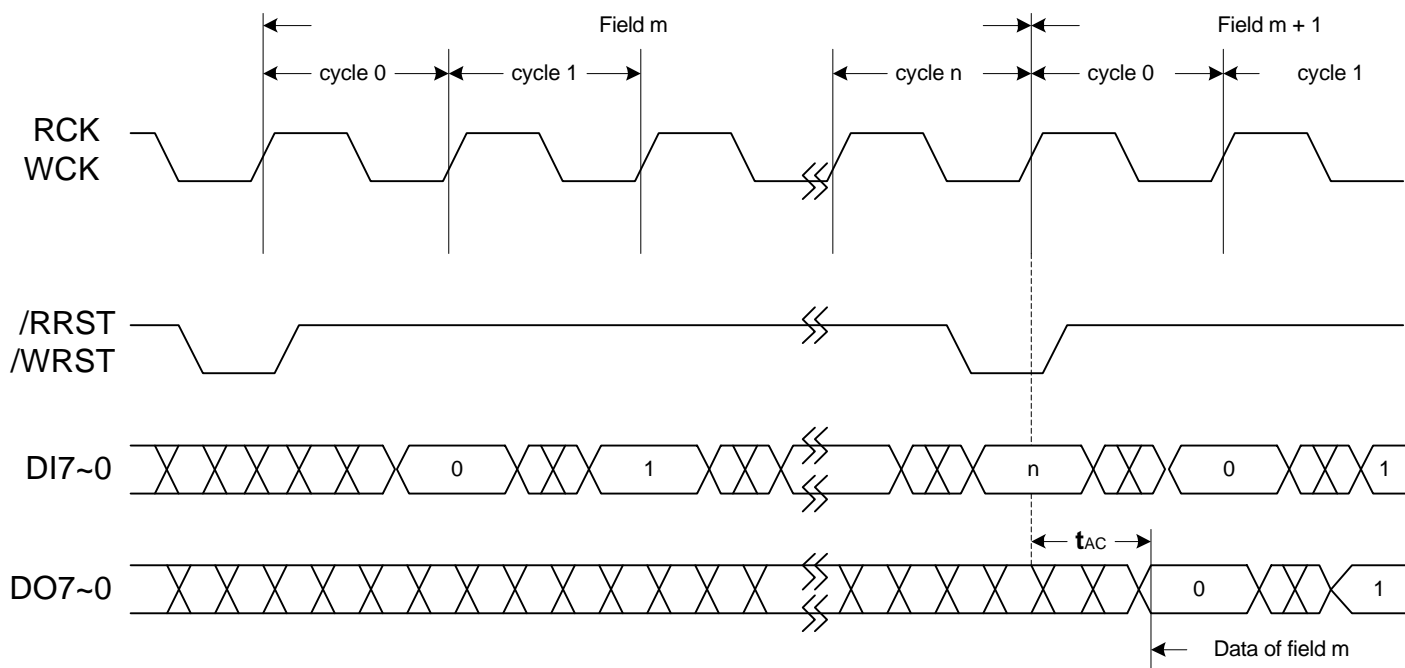 Field m
Field m + 1
cycle 0
cycle 1
cycle n
cycle 0
cycle 1
RCK
WCK
/RRST
/WRST
DI7~0
0
1
n
0
1
tAC
DO7~0
0
1
Data of field m